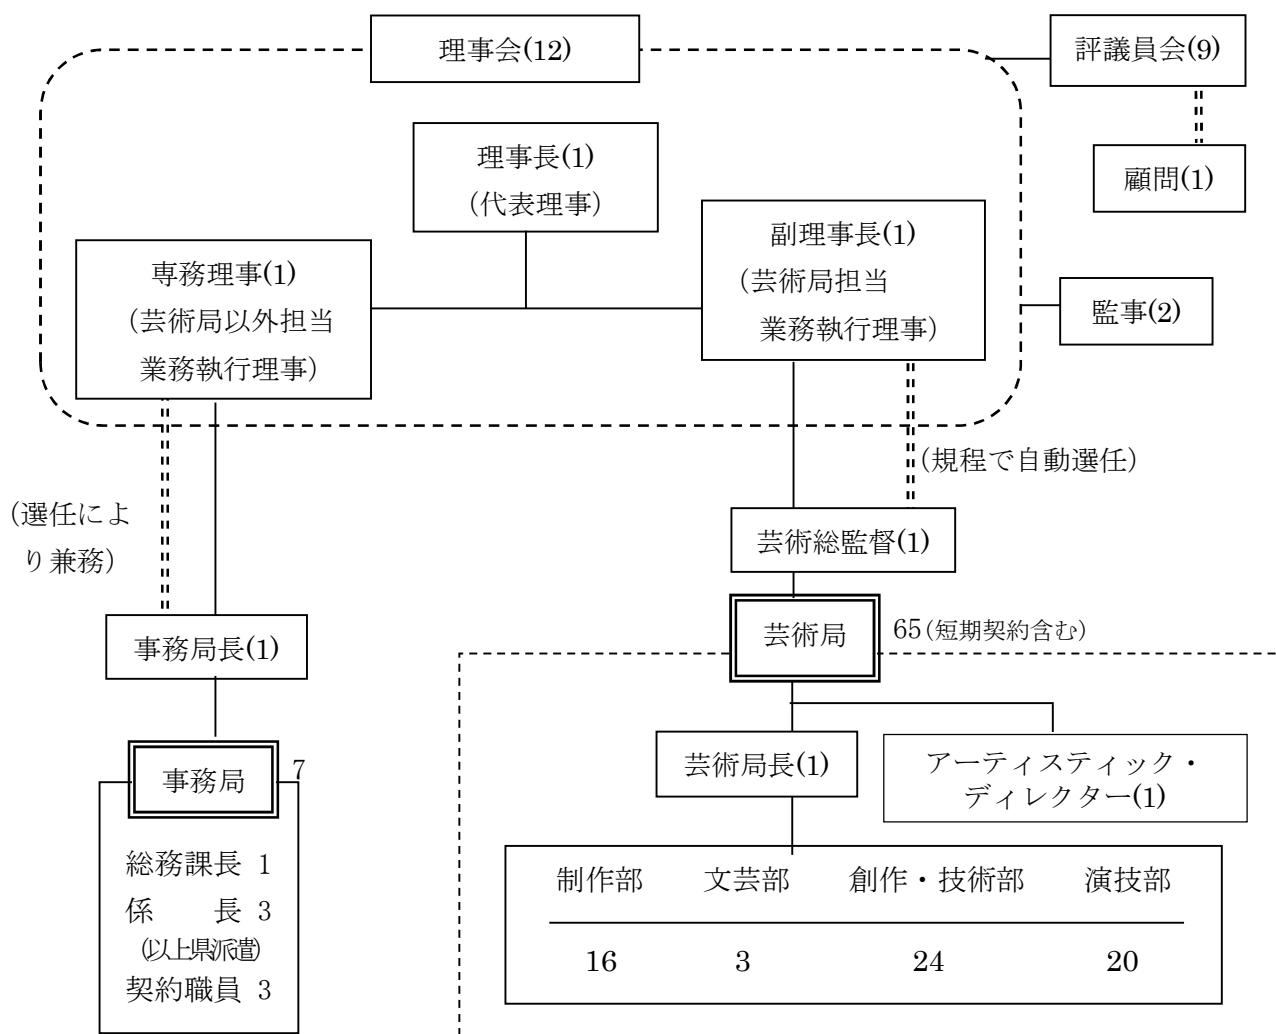 理事会(12)
評議員会(9)
理事長(1)
(代表理事)
顧問(1)
副理事長(1)
(芸術局担当
業務執行理事)
専務理事(1)
(芸術局以外担当
業務執行理事)
監事(2)
(規程で自動選任)
(選任によ
り兼務)
芸術総監督(1)
事務局長(1)
芸術局
65(短期契約含む)
事務局
7
芸術局長(1)
アーティスティック・
ディレクター(1)
総務課長 1
係　　長 3
(以上県派遣)
契約職員 3
制作部 文芸部 創作・技術部 演技部
16 3 24 20